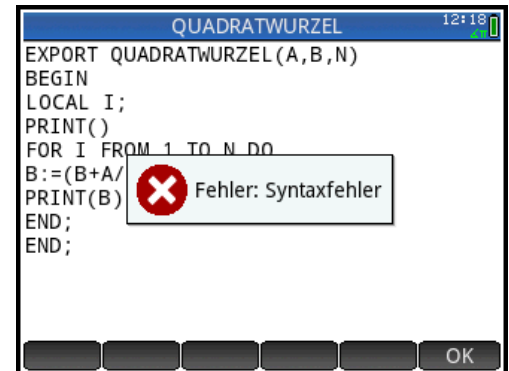 QUADRATWURZEL
12:18
∡π
EXPORT QUADRATWURZEL(A,B,N)
BEGIN
LOCAL I;
PRINT()
FOR I FROM 1 TO N DO
B:=(B+A/
PRINT(B)
END;
END;
Fehler: Syntaxfehler
OK